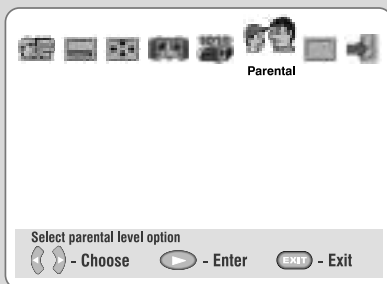 Parental
Select parental level option
- Choose - Enter EXIT - Exit